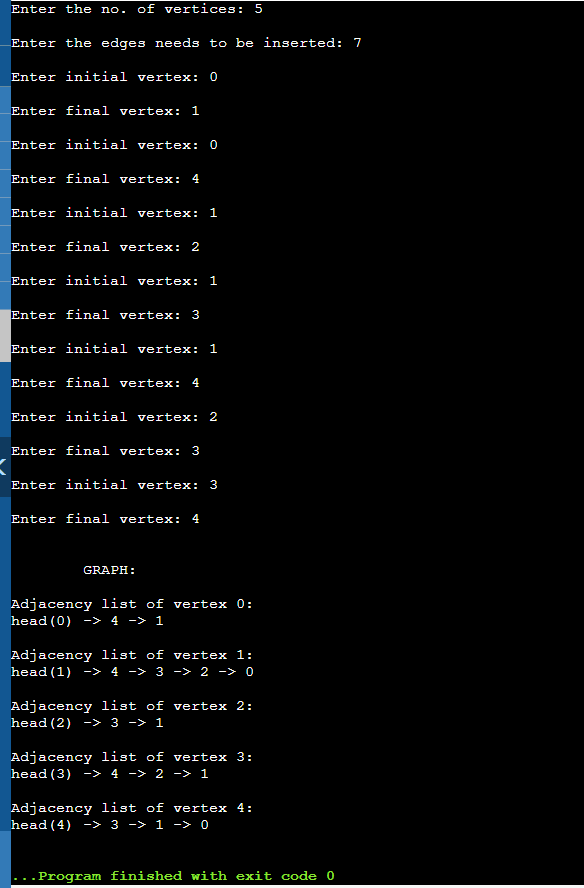 Enter the no. of vertices: 5
Enter the edges needs to be inserted: 7
Enter initial vertex: 0
Enter final vertex: 1
Enter initial vertex: 0
Enter final vertex: 4
Enter initial vertex: 1
Enter final vertex: 2
Enter initial vertex: 1
Enter final vertex: 3
Enter initial vertex: 1
Enter final vertex: 4
Enter initial vertex: 2
Enter final vertex: 3
Enter initial vertex: 3
Enter final vertex: 4
GRAPH:
Adjacency list of vertex 0:
head(0) -> 4 -> 1
Adjacency list of vertex 1:
head(1) -> 4 -> 3 -> 2 -> 0
Adjacency list of vertex 2:
head(2) -> 3 -> 1
Adjacency list of vertex 3:
head(3) -> 4 -> 2 -> 1
Adjacency list of vertex 4:
head(4) -> 3 -> 1 -> 0
...Program finished with exit code 0